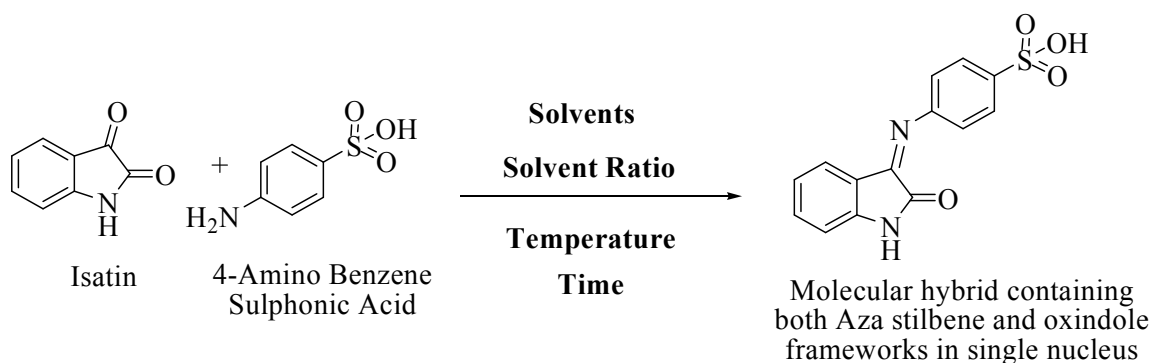 O
O
N
H
Isatin
+
O
S
OH
O
H2N
4-Amino Benzene
Sulphonic Acid
Solvents
Solvent Ratio
Temperature
Time
O
S
OH
O
N
O
N
H
Molecular hybrid containing
both Aza stilbene and oxindole
frameworks in single nucleus